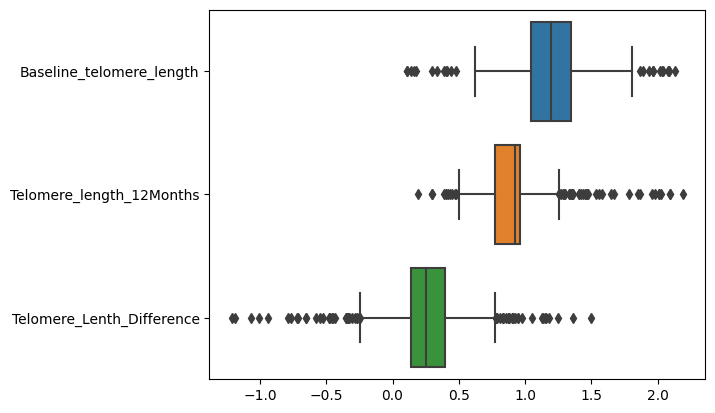 Baseline_telomere_length
Telomere_length_12Months
Telomere_Lenth_Difference
−1.0 −0.5 0.0 0.5 1.0 1.5 2.0